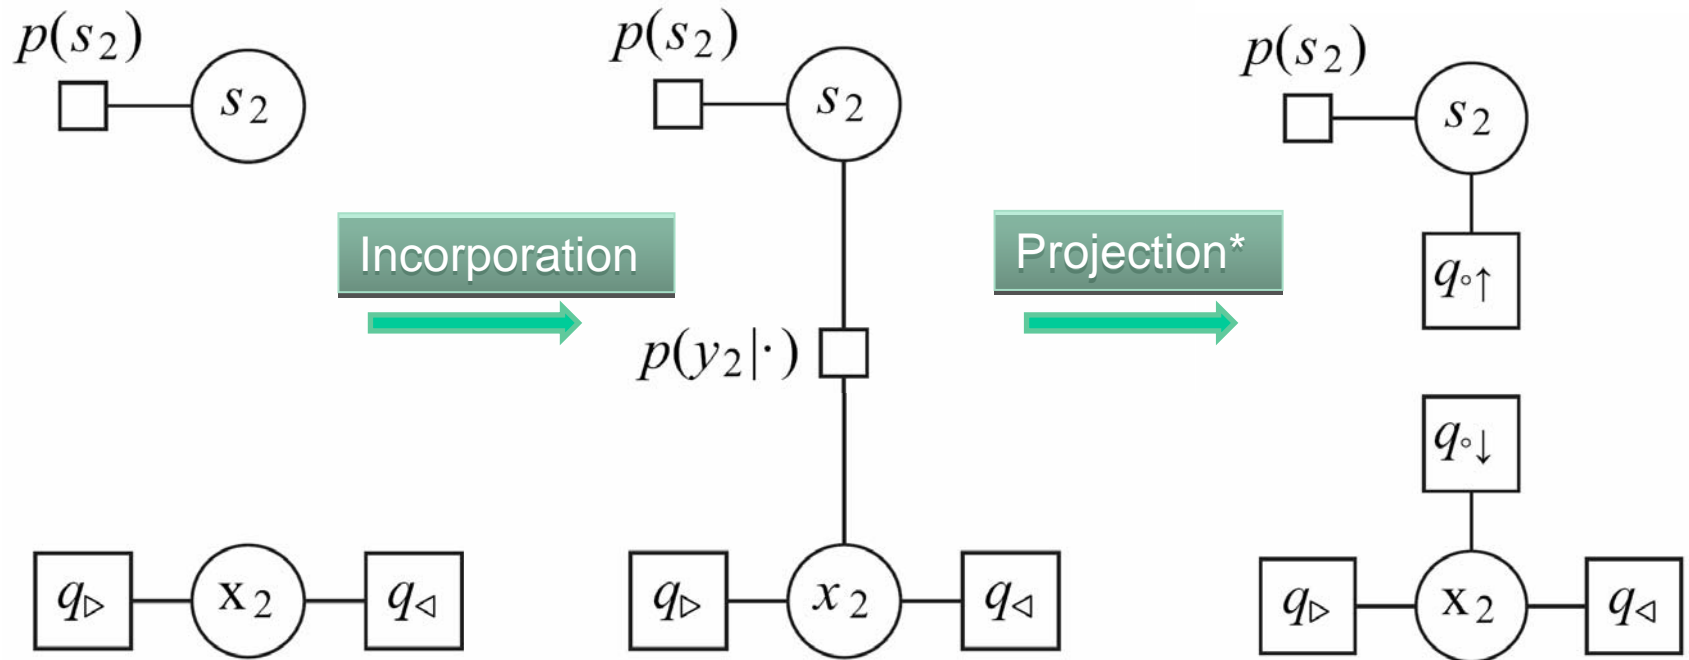 p(s₂)
s₂
q▷
x₂
q◁
Incorporation
p(s₂)
s₂
p(y₂|·)
q▷
x₂
q◁
Projection*
p(s₂)
s₂
q∘↑
q∘↓
q▷
x₂
q◁